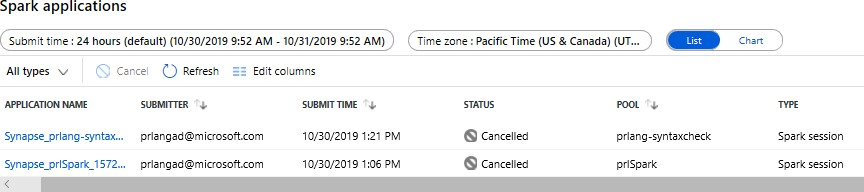 Spark applications
Submit time : 24 hours (default) (10/30/2019 9:52 AM - 10/31/2019 9:52 AM) Time zone : Pacific Time (US & Canada) (UT... List Chart
All types Cancel Refresh Edit columns
APPLICATION NAME SUBMITTER SUBMIT TIME STATUS POOL TYPE
Synapse_prlang-syntax... prlangad@microsoft.com 10/30/2019 1:21 PM Cancelled prlang-syntaxcheck Spark session
Synapse_prlSpark_1572... prlangad@microsoft.com 10/30/2019 1:06 PM Cancelled prlSpark Spark session